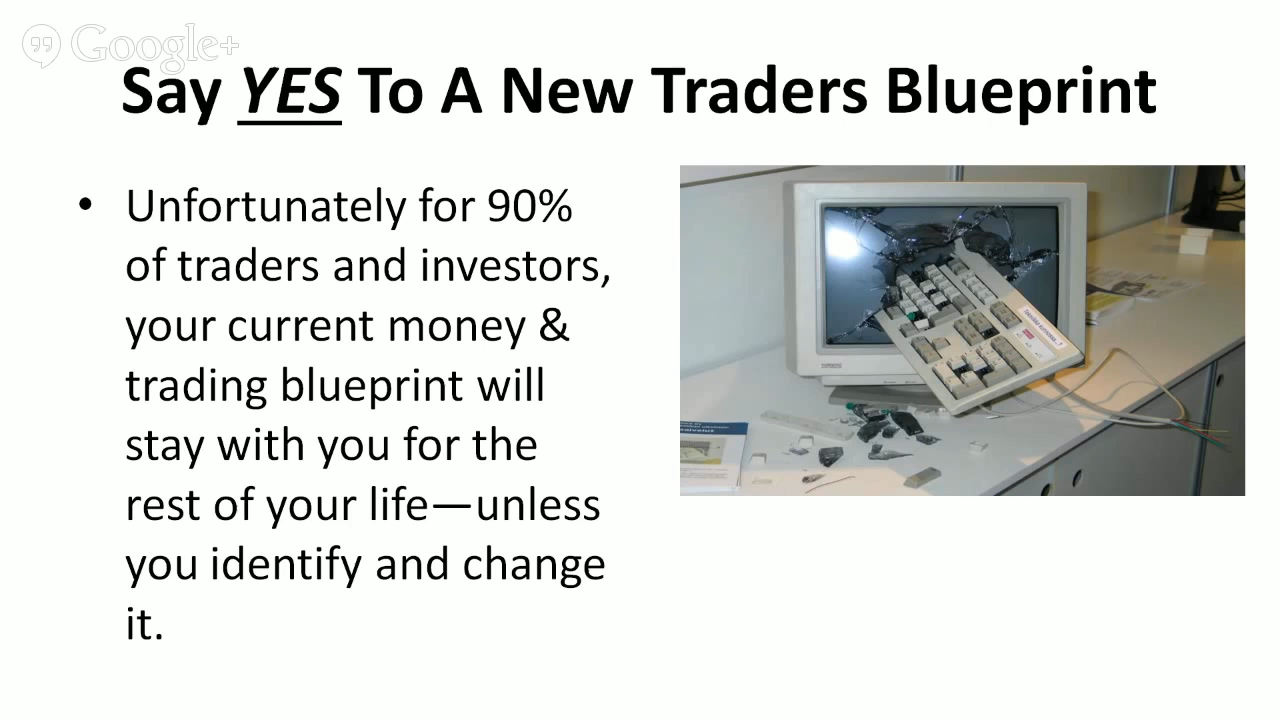 Google+
Say YES To A New Traders Blueprint
• Unfortunately for 90%
of traders and investors,
your current money &
trading blueprint will
stay with you for the
rest of your life—unless
you identify and change
it.